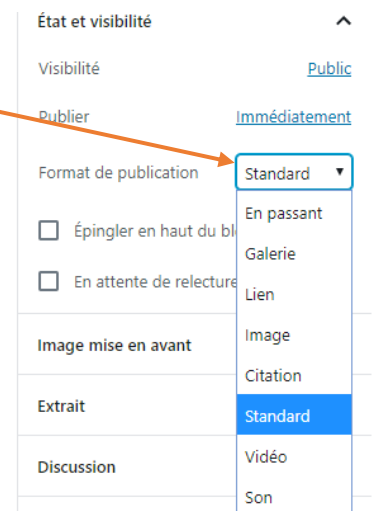 État et visibilité
Visibilité Public
Publier Immédiatement
Format de publication Standard
En passant
Épingler en haut du bl
Galerie
En attente de relecture
Lien
Image mise en avant
Image
Citation
Extrait
Standard
Discussion
Vidéo
Son